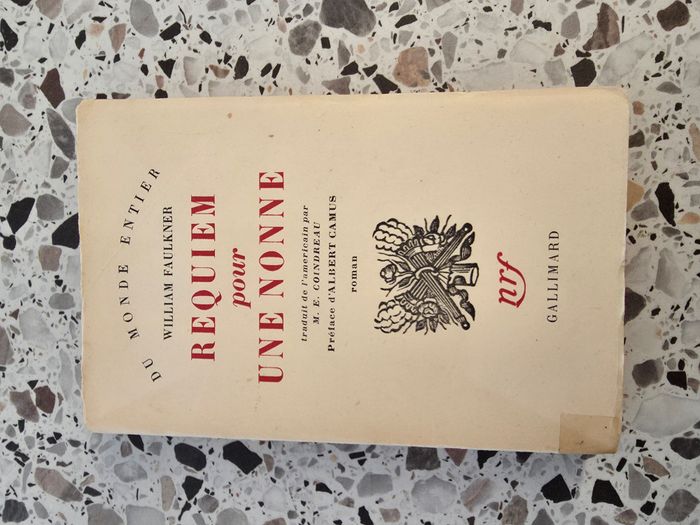 DU MONDE ENTIER
WILLIAM FAULKNER
REQUIEM
pour
UNE NONNE
traduit de l'americain par
M. E. COINDREAU
Préface d'ALBERT CAMUS
roman
nrf
GALLIMARD